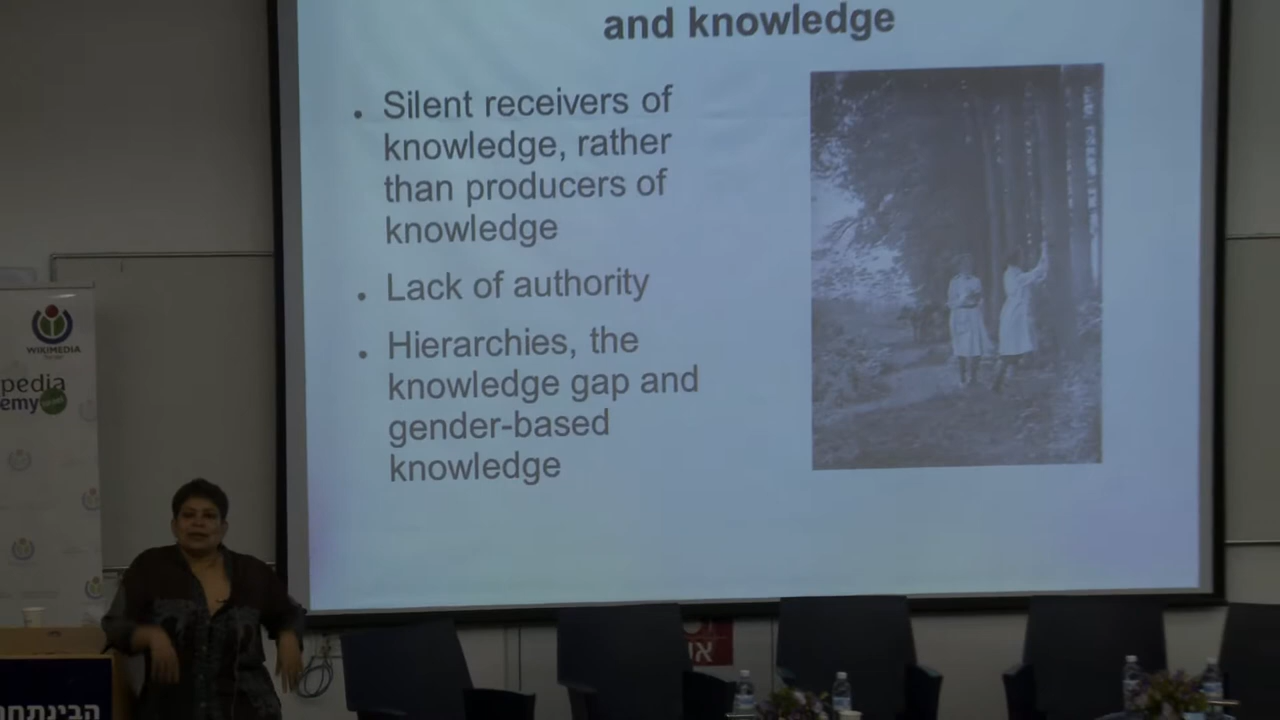 and knowledge
Silent receivers of
knowledge, rather
than producers of
knowledge
Lack of authority
Hierarchies, the
knowledge gap and
gender-based
knowledge
WIKIMEDIA
pedia
emy
הבינתחו